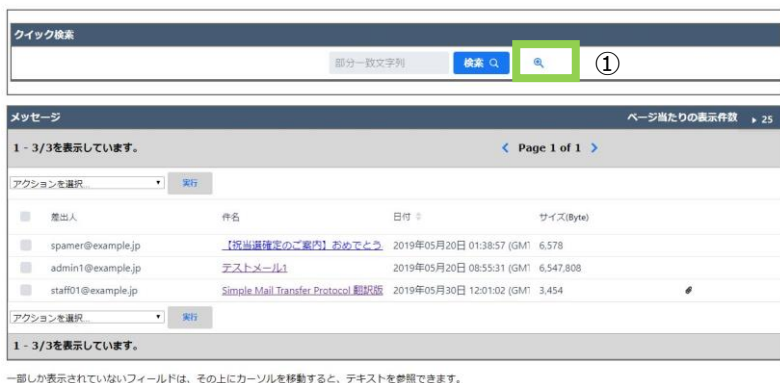 クイック検索
部分一致文字列 検索 ①
メッセージ ページ当たりの表示件数 ▸ 25
1 - 3/3を表示しています。 < Page 1 of 1 >
アクションを選択... 実行
差出人 件名 日付 サイズ(Byte)
spamer@example.jp 【祝当選確定のご案内】おめでとう 2019年05月20日 01:38:57 (GMT 6,578
admin1@example.jp テストメール1 2019年05月20日 08:55:31 (GMT 6,547,808
staff01@example.jp Simple Mail Transfer Protocol 翻訳版 2019年05月30日 12:01:02 (GMT 3,454
アクションを選択... 実行
1 - 3/3を表示しています。
一部しか表示されていないフィールドは、その上にカーソルを移動すると、テキストを参照できます。